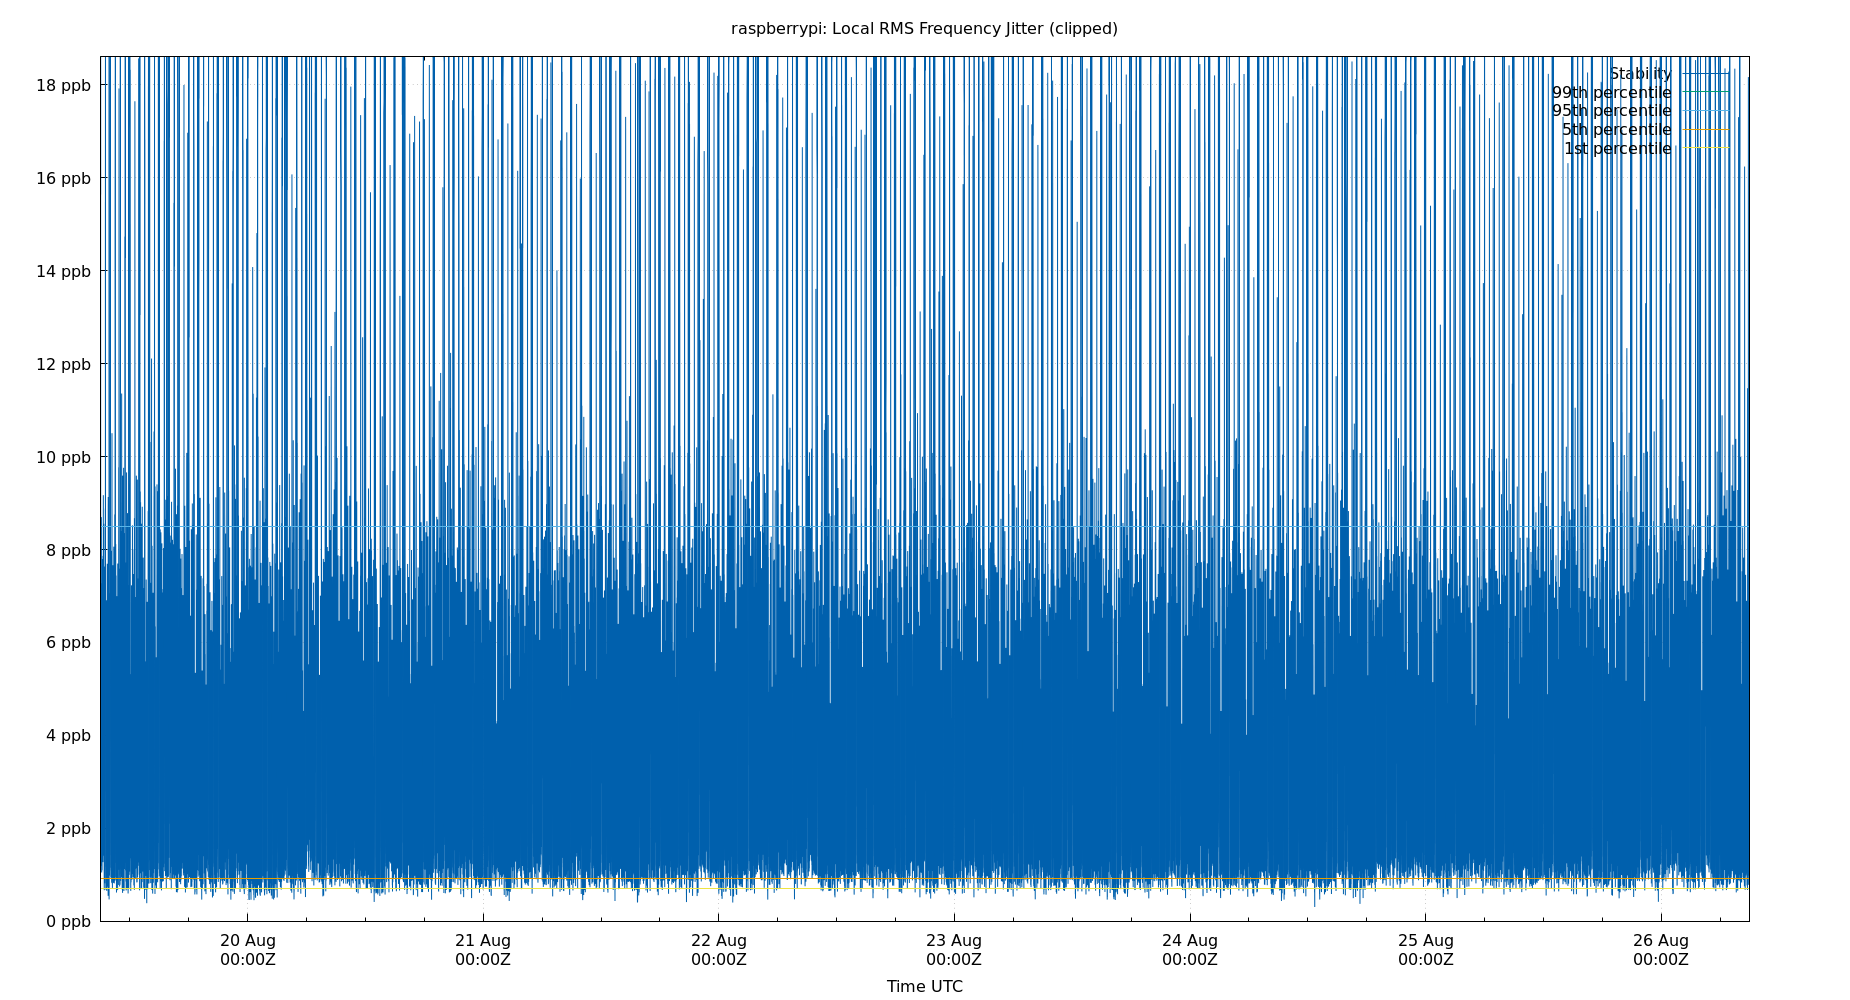 raspberrypi: Local RMS Frequency Jitter (clipped)
18 ppb
16 ppb
14 ppb
12 ppb
10 ppb
8 ppb
6 ppb
4 ppb
2 ppb
0 ppb
Stability
99th percentile
95th percentile
5th percentile
1st percentile
20 Aug
00:00Z
21 Aug
00:00Z
22 Aug
00:00Z
23 Aug
00:00Z
24 Aug
00:00Z
25 Aug
00:00Z
26 Aug
00:00Z
Time UTC